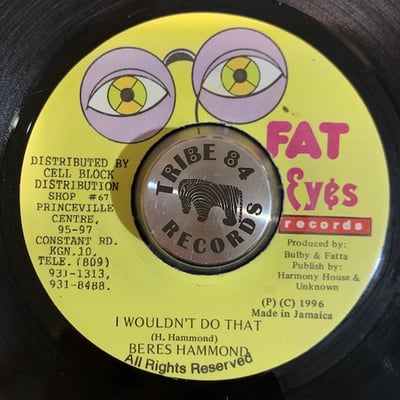 FAT
Eyes
records
DISTRIBUTED BY
CELL BLOCK
DISTRIBUTION
SHOP #67
PRINCEVILLE
CENTRE,
95-97
CONSTANT RD.
KGN.10,
TELE. (809)
931-1313,
931-8488.
TRIBE 84
RECORDS
Produced by:
Bulby & Fatta
Publish by:
Harmony House &
Unknown
(P) (C) 1996
Made in Jamaica
I WOULDN'T DO THAT
(H. Hammond)
BERES HAMMOND
All Rights Reserved